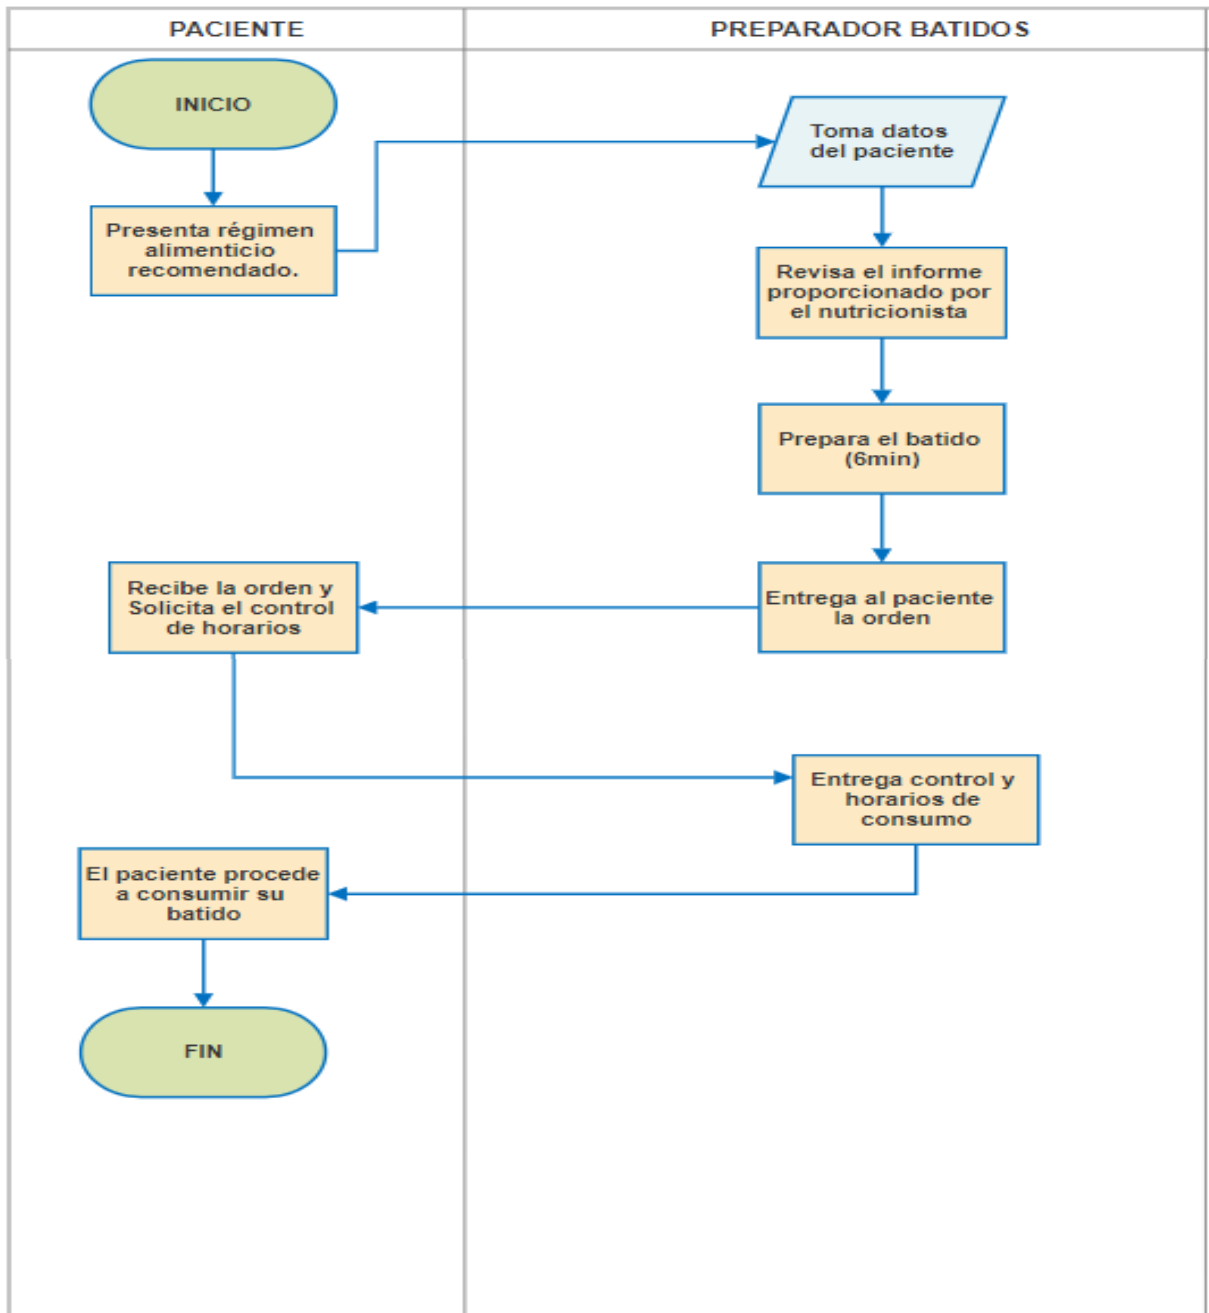 PACIENTE
PREPARADOR BATIDOS
INICIO
Toma datos
del paciente
Presenta régimen
alimenticio
recomendado.
Revisa el informe
proporcionado por
el nutricionista
Prepara el batido
(6min)
Entrega al paciente
la orden
Recibe la orden y
Solicita el control
de horarios
Entrega control y
horarios de
consumo
El paciente procede
a consumir su
batido
FIN